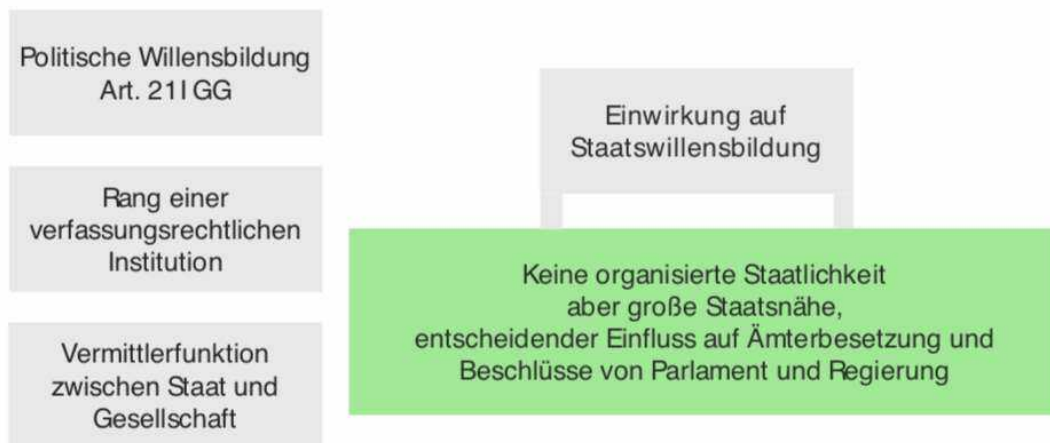 Politische Willensbildung
Art. 21 I GG
Rang einer
verfassungsrechtlichen
Institution
Vermittlerfunktion
zwischen Staat und
Gesellschaft
Einwirkung auf
Staatswillensbildung
Keine organisierte Staatlichkeit
aber große Staatsnähe,
entscheidender Einfluss auf Ämterbesetzung und
Beschlüsse von Parlament und Regierung